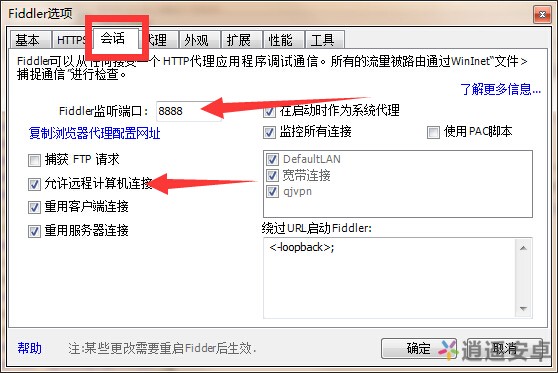 Fiddler选项
基本 HTTPS 会话 代理 外观 扩展 性能 工具
Fiddler可以从任何接受一个HTTP代理应用程序调试通信。所有的流量被路由通过WinInet“文件>
捕捉通信”进行检查。
了解更多信息...
Fiddler监听端口: 8888
复制浏览器代理配置网址
捕获 FTP 请求
允许远程计算机连接
重用客户端连接
重用服务器连接
在启动时作为系统代理
监控所有连接 使用 PAC脚本
DefaultLAN
宽带连接
qjvpn
绕过URL启动Fiddler:
<-loopback>;
帮助 注:某些更改需要重启Fidder后生效. 确定 取消
逍遥安卓